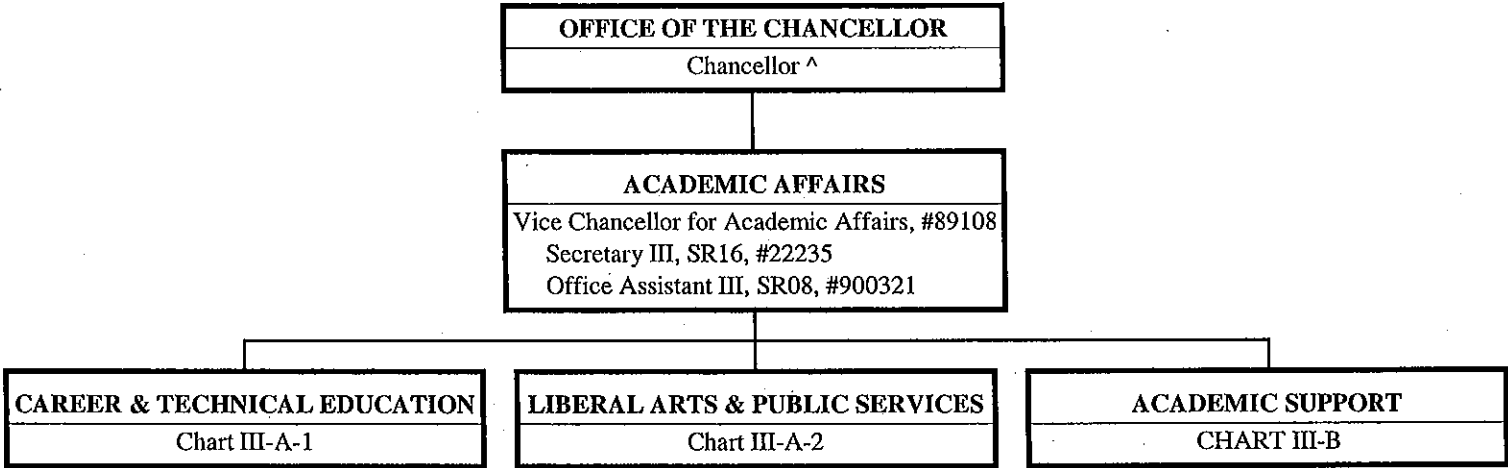 OFFICE OF THE CHANCELLOR
Chancellor ^
ACADEMIC AFFAIRS
Vice Chancellor for Academic Affairs, #89108
Secretary III, SR16, #22235
Office Assistant III, SR08, #900321
CAREER & TECHNICAL EDUCATION
Chart III-A-1
LIBERAL ARTS & PUBLIC SERVICES
Chart III-A-2
ACADEMIC SUPPORT
CHART III-B